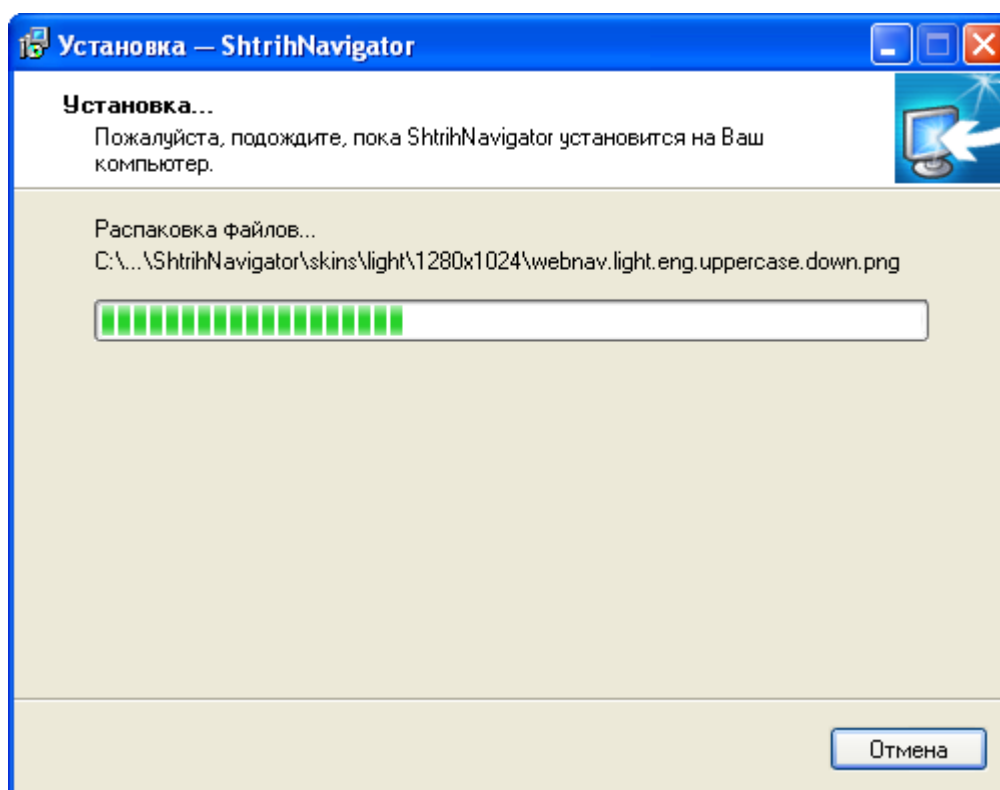 Установка — ShtrihNavigator
Установка...
Пожалуйста, подождите, пока ShtrihNavigator установится на Ваш
компьютер.
Распаковка файлов...
C:\...\ShtrihNavigator\skins\light\1280x1024\webnav.light.eng.uppercase.down.png
Отмена